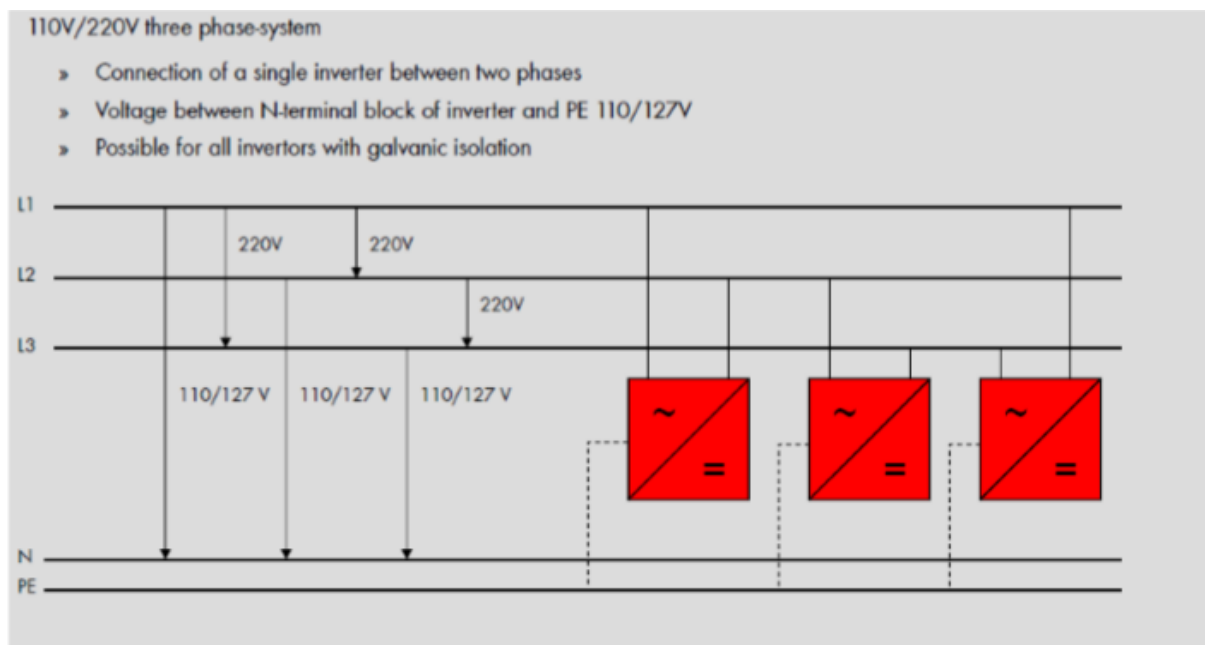 110V/220V three phase-system
» Connection of a single inverter between two phases
» Voltage between N-terminal block of inverter and PE 110/127V
» Possible for all invertors with galvanic isolation
L1
220V 220V
L2
220V
L3
110/127 V 110/127 V 110/127 V
~ ~ ~
= = =
N
PE